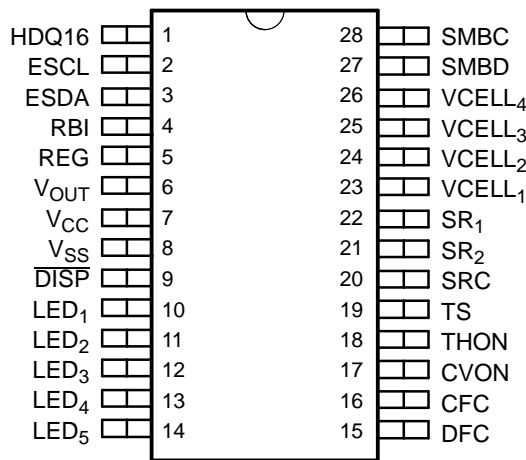 HDQ16 1 28 SMBC
ESCL 2 27 SMBD
ESDA 3 26 VCELL4
RBI 4 25 VCELL3
REG 5 24 VCELL2
VOUT 6 23 VCELL1
VCC 7 22 SR1
VSS 8 21 SR2
DISP 9 20 SRC
LED1 10 19 TS
LED2 11 18 THON
LED3 12 17 CVON
LED4 13 16 CFC
LED5 14 15 DFC